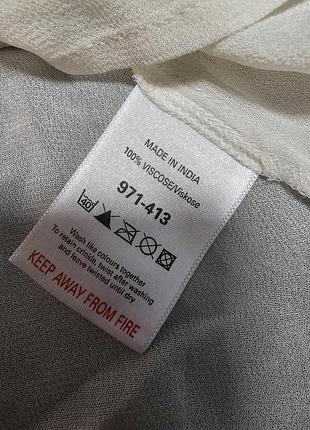 MADE IN INDIA
100% VISCOSE/Viskose
971-413
40
Wash like colours together
To retain crinkle, twist after washing
and leave twisted until dry
KEEP AWAY FROM FIRE